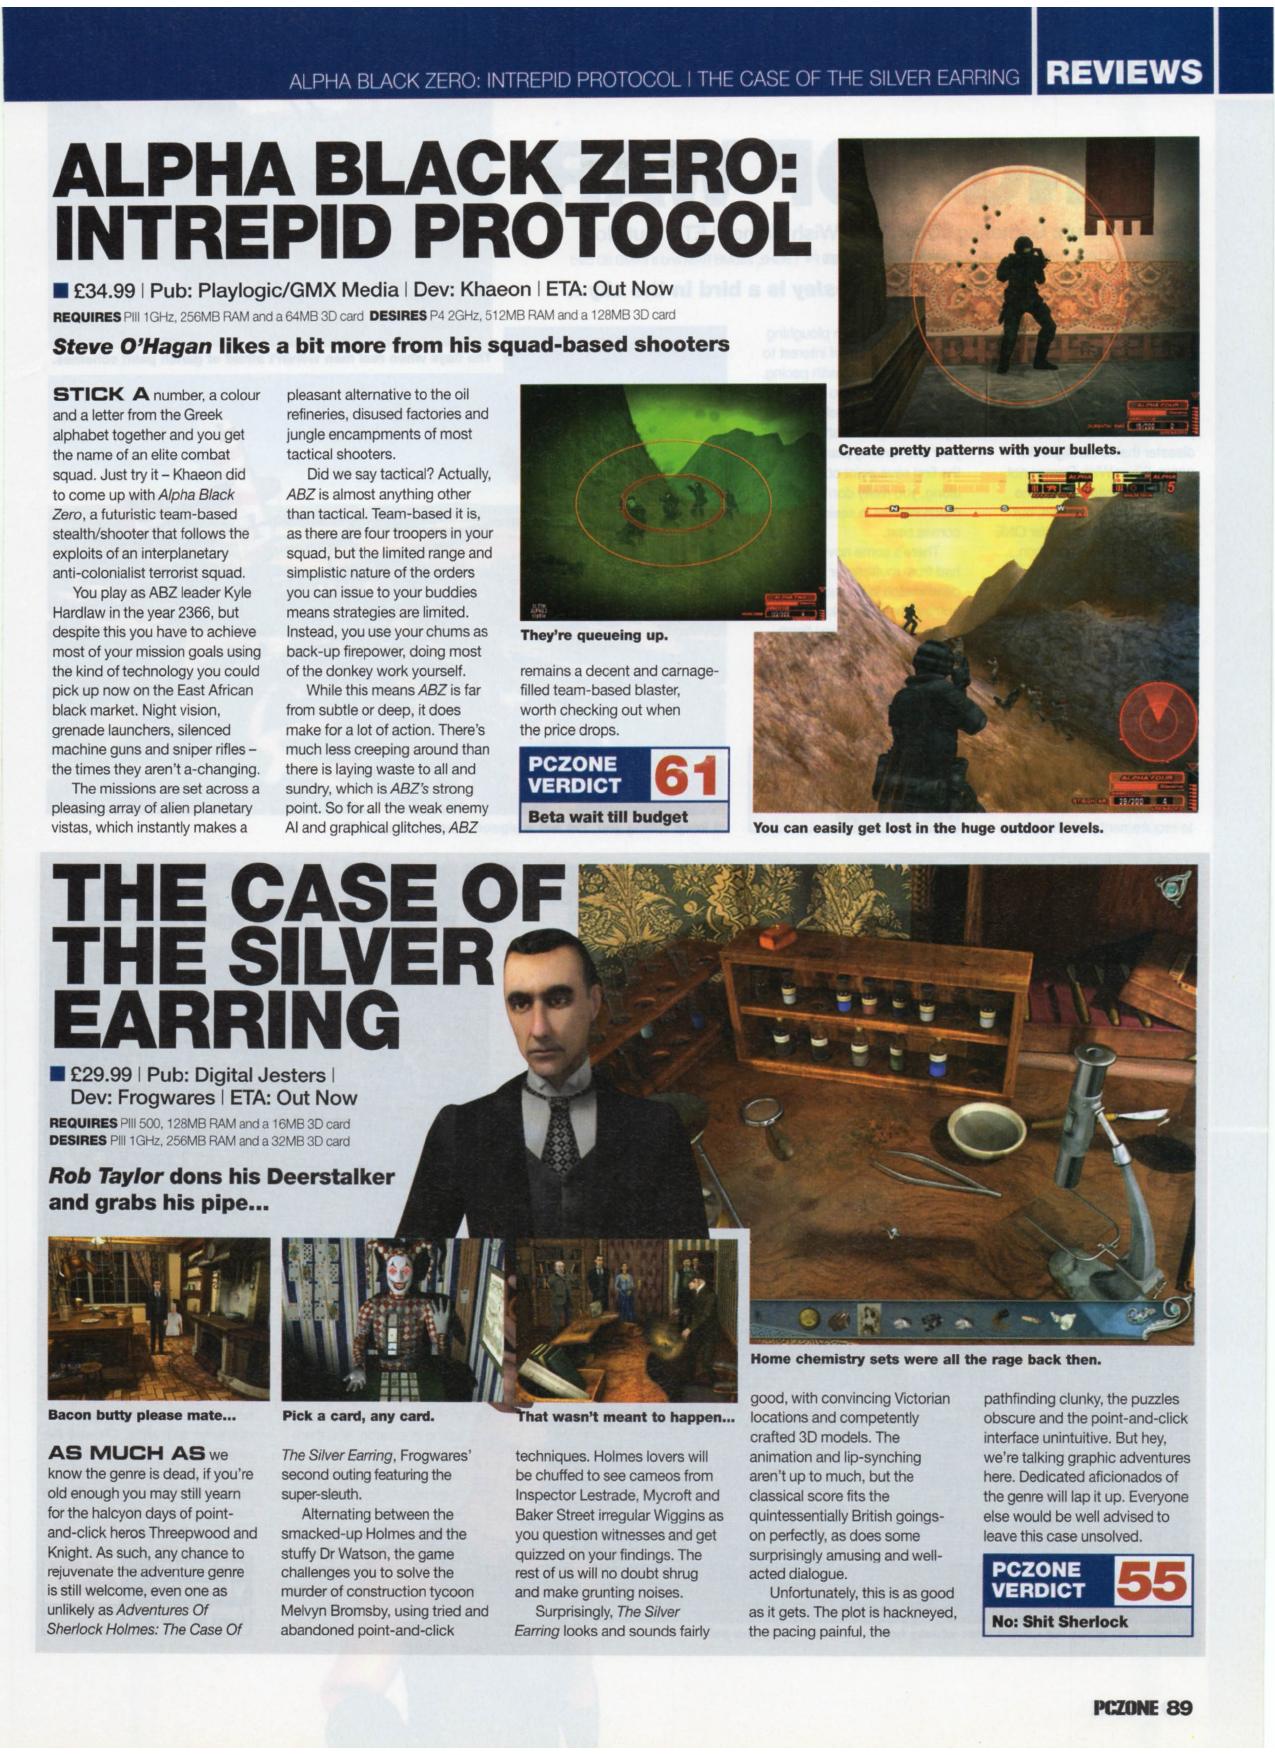 ALPHA BLACK ZERO: INTREPID PROTOCOL | THE CASE OF THE SILVER EARRING
REVIEWS
ALPHA BLACK ZERO:
INTREPID PROTOCOL
£34.99 | Pub: Playlogic/GMX Media | Dev: Khaeon | ETA: Out Now
REQUIRES PIII 1GHz, 256MB RAM and a 64MB 3D card DESIRES P4 2GHz, 512MB RAM and a 128MB 3D card
Steve O'Hagan likes a bit more from his squad-based shooters
STICK A number, a colour
and a letter from the Greek
alphabet together and you get
the name of an elite combat
squad. Just try it – Khaeon did
to come up with Alpha Black
Zero, a futuristic team-based
stealth/shooter that follows the
exploits of an interplanetary
anti-colonialist terrorist squad.
You play as ABZ leader Kyle
Hardlaw in the year 2366, but
despite this you have to achieve
most of your mission goals using
the kind of technology you could
pick up now on the East African
black market. Night vision,
grenade launchers, silenced
machine guns and sniper rifles –
the times they aren't a-changing.
The missions are set across a
pleasing array of alien planetary
vistas, which instantly makes a
pleasant alternative to the oil
refineries, disused factories and
jungle encampments of most
tactical shooters.
Did we say tactical? Actually,
ABZ is almost anything other
than tactical. Team-based it is,
as there are four troopers in your
squad, but the limited range and
simplistic nature of the orders
you can issue to your buddies
means strategies are limited.
Instead, you use your chums as
back-up firepower, doing most
of the donkey work yourself.
While this means ABZ is far
from subtle or deep, it does
make for a lot of action. There's
much less creeping around than
there is laying waste to all and
sundry, which is ABZ's strong
point. So for all the weak enemy
AI and graphical glitches, ABZ
They're queueing up.
remains a decent and carnage-
filled team-based blaster,
worth checking out when
the price drops.
PCZONE
VERDICT
61
Beta wait till budget
Create pretty patterns with your bullets.
N
E
S
W
ALPHA FOUR
You can easily get lost in the huge outdoor levels.
THE CASE OF
THE SILVER
EARRING
£29.99 | Pub: Digital Jesters |
Dev: Frogwares | ETA: Out Now
REQUIRES PIII 500, 128MB RAM and a 16MB 3D card
DESIRES PIII 1GHz, 256MB RAM and a 32MB 3D card
Rob Taylor dons his Deerstalker
and grabs his pipe...
Bacon butty please mate...
Pick a card, any card.
That wasn't meant to happen...
Home chemistry sets were all the rage back then.
AS MUCH AS we
know the genre is dead, if you're
old enough you may still yearn
for the halcyon days of point-
and-click heros Threepwood and
Knight. As such, any chance to
rejuvenate the adventure genre
is still welcome, even one as
unlikely as Adventures Of
Sherlock Holmes: The Case Of
The Silver Earring, Frogwares'
second outing featuring the
super-sleuth.
Alternating between the
smacked-up Holmes and the
stuffy Dr Watson, the game
challenges you to solve the
murder of construction tycoon
Melvyn Bromsby, using tried and
abandoned point-and-click
techniques. Holmes lovers will
be chuffed to see cameos from
Inspector Lestrade, Mycroft and
Baker Street irregular Wiggins as
you question witnesses and get
quizzed on your findings. The
rest of us will no doubt shrug
and make grunting noises.
Surprisingly, The Silver
Earring looks and sounds fairly
good, with convincing Victorian
locations and competently
crafted 3D models. The
animation and lip-synching
aren't up to much, but the
classical score fits the
quintessentially British goings-
on perfectly, as does some
surprisingly amusing and well-
acted dialogue.
Unfortunately, this is as good
as it gets. The plot is hackneyed,
the pacing painful, the
pathfinding clunky, the puzzles
obscure and the point-and-click
interface unintuitive. But hey,
we're talking graphic adventures
here. Dedicated aficionados of
the genre will lap it up. Everyone
else would be well advised to
leave this case unsolved.
PCZONE
VERDICT
55
No: Shit Sherlock
PCZONE 89